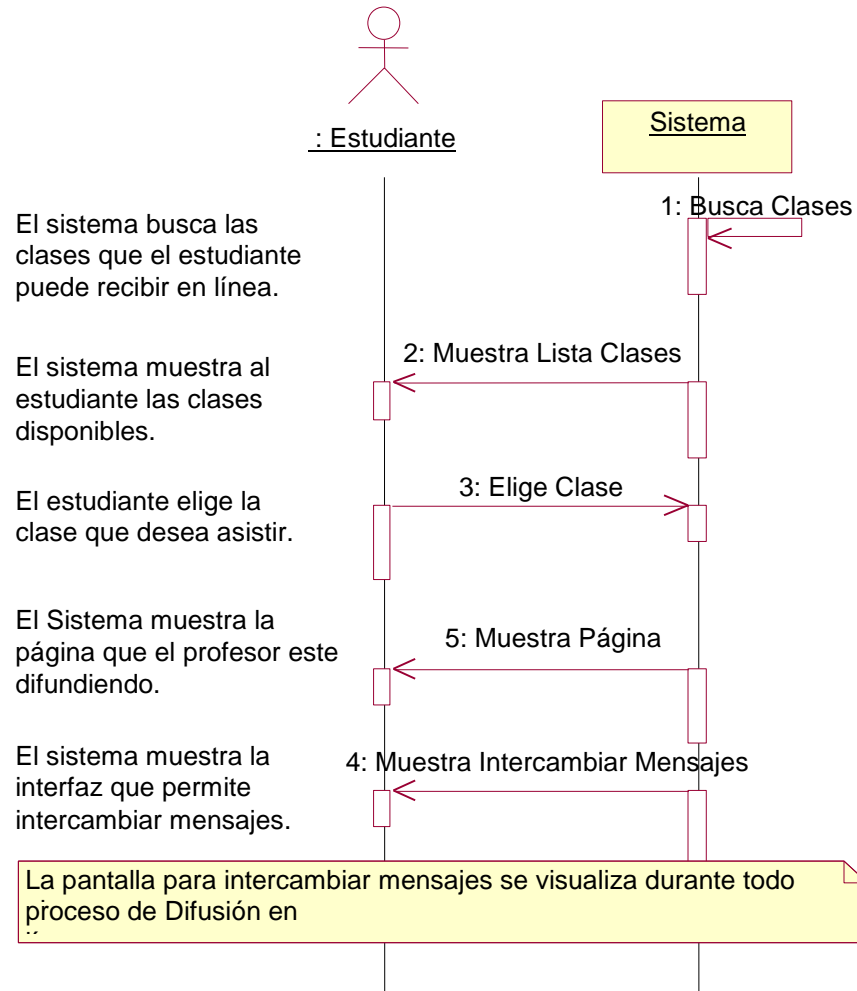 : Estudiante
Sistema
1: Busca Clases
El sistema busca las
clases que el estudiante
puede recibir en línea.
2: Muestra Lista Clases
El sistema muestra al
estudiante las clases
disponibles.
3: Elige Clase
El estudiante elige la
clase que desea asistir.
5: Muestra Página
El Sistema muestra la
página que el profesor este
difundiendo.
4: Muestra Intercambiar Mensajes
El sistema muestra la
interfaz que permite
intercambiar mensajes.
La pantalla para intercambiar mensajes se visualiza durante todo
proceso de Difusión en